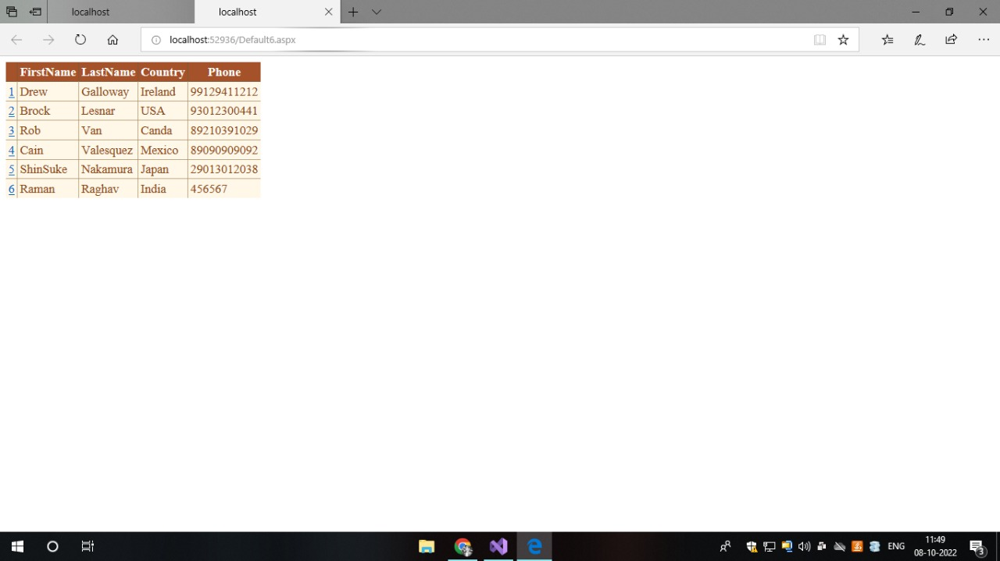 localhost
localhost
localhost:52936/Default6.aspx
FirstName LastName Country Phone
1 Drew Galloway Ireland 99129411212
2 Brock Lesnar USA 93012300441
3 Rob Van Canda 89210391029
4 Cain Valesquez Mexico 89090909092
5 ShinSuke Nakamura Japan 29013012038
6 Raman Raghav India 456567
ENG
11:49
08-10-2022
3